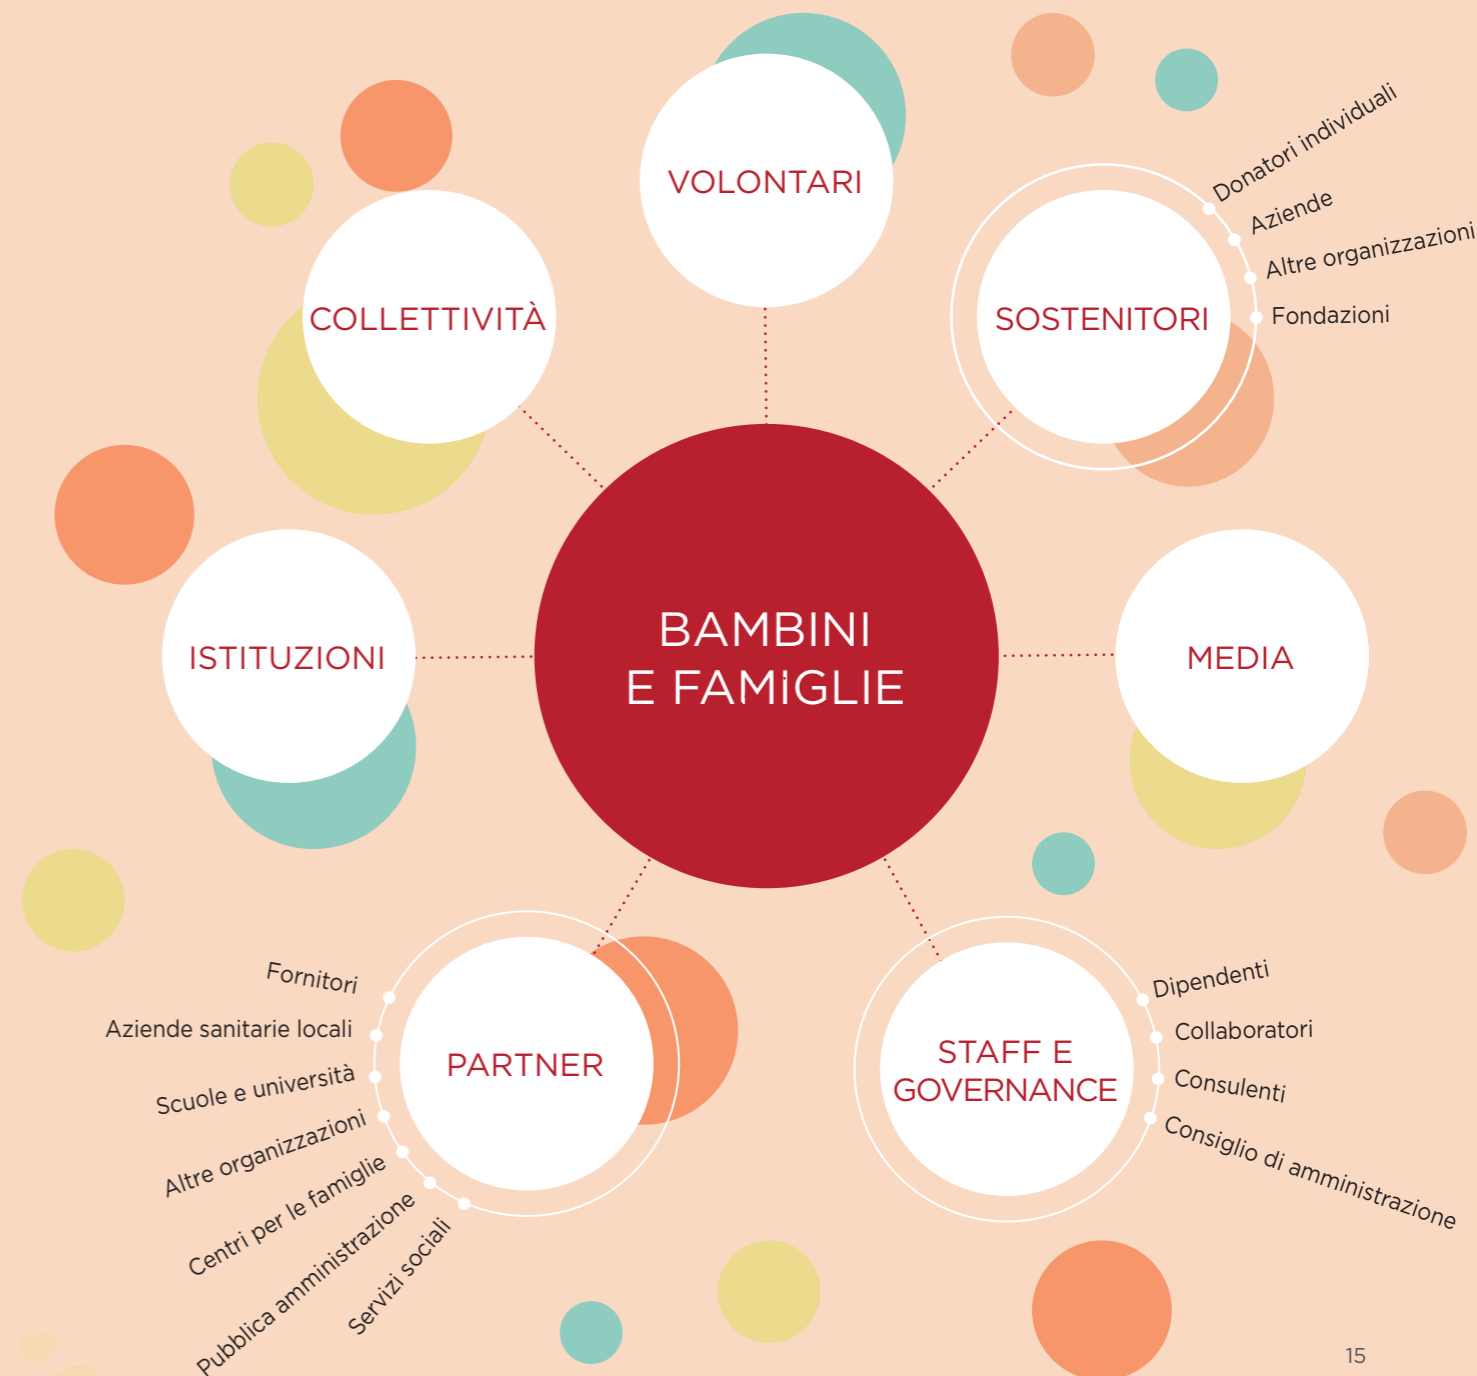 VOLONTARI
COLLETTIVITÀ
SOSTENITORI
Donatori individuali
Aziende
Altre organizzazioni
Fondazioni
BAMBINI
E FAMIGLIE
ISTITUZIONI
MEDIA
PARTNER
Fornitori
Aziende sanitarie locali
Scuole e università
Altre organizzazioni
Centri per le famiglie
Pubblica amministrazione
Servizi sociali
STAFF E
GOVERNANCE
Dipendenti
Collaboratori
Consulenti
Consiglio di amministrazione
15